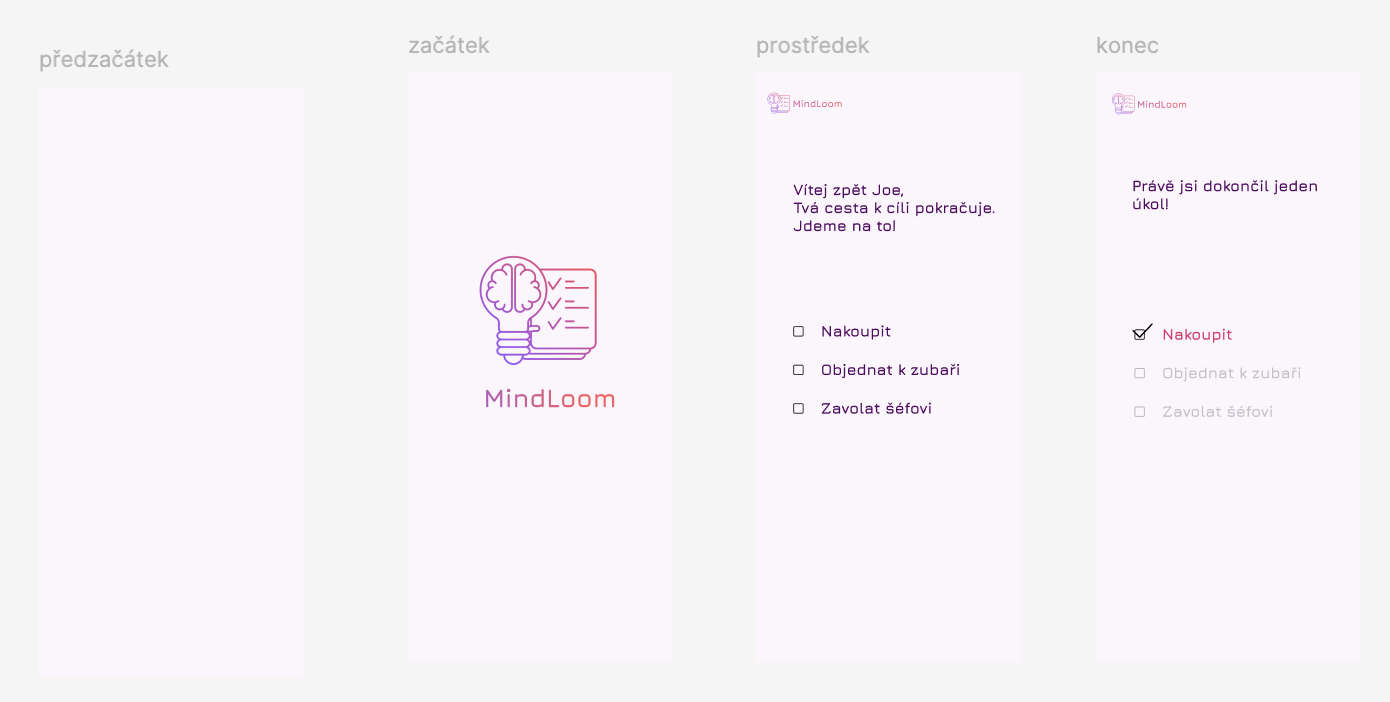 předzačátek
začátek
MindLoom
prostředek
MindLoom
Vítej zpět Joe,
Tvá cesta k cíli pokračuje.
Jdeme na to!
Nakoupit
Objednat k zubaři
Zavolat šéfovi
konec
MindLoom
Právě jsi dokončil jeden
úkol!
Nakoupit
Objednat k zubaři
Zavolat šéfovi